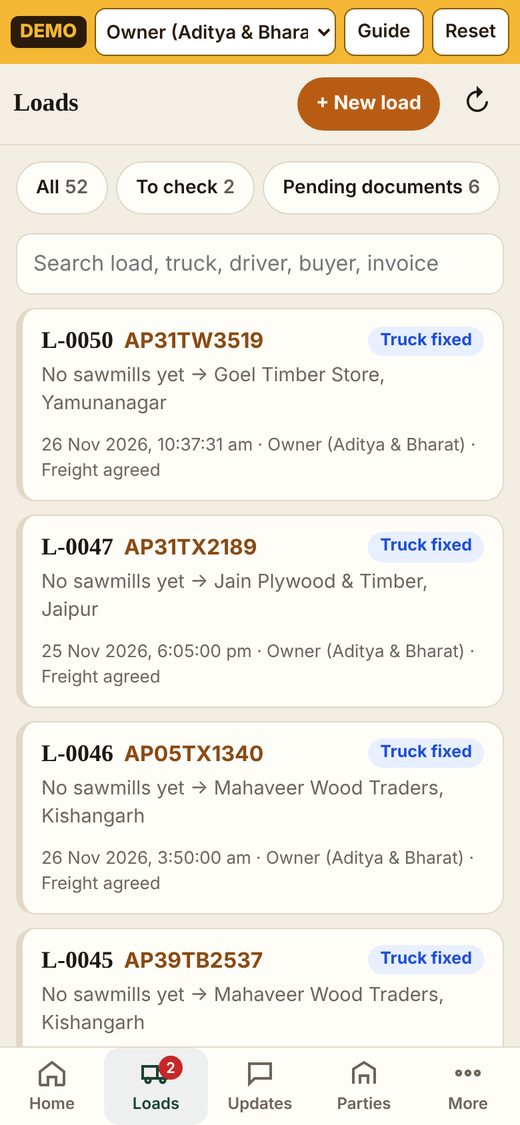 DEMO Owner (Aditya & Bhara Guide Reset
Loads + New load
All 52 To check 2 Pending documents 6
Search load, truck, driver, buyer, invoice
L-0050 AP31TW3519 Truck fixed
No sawmills yet → Goel Timber Store,
Yamunanagar
26 Nov 2026, 10:37:31 am · Owner (Aditya & Bharat) ·
Freight agreed
L-0047 AP31TX2189 Truck fixed
No sawmills yet → Jain Plywood & Timber,
Jaipur
25 Nov 2026, 6:05:00 pm · Owner (Aditya & Bharat) ·
Freight agreed
L-0046 AP05TX1340 Truck fixed
No sawmills yet → Mahaveer Wood Traders,
Kishangarh
26 Nov 2026, 3:50:00 am · Owner (Aditya & Bharat) ·
Freight agreed
L-0045 AP39TB2537 Truck fixed
No sawmills yet → Mahaveer Wood Traders,
Kishangarh
2
Home Loads Updates Parties More